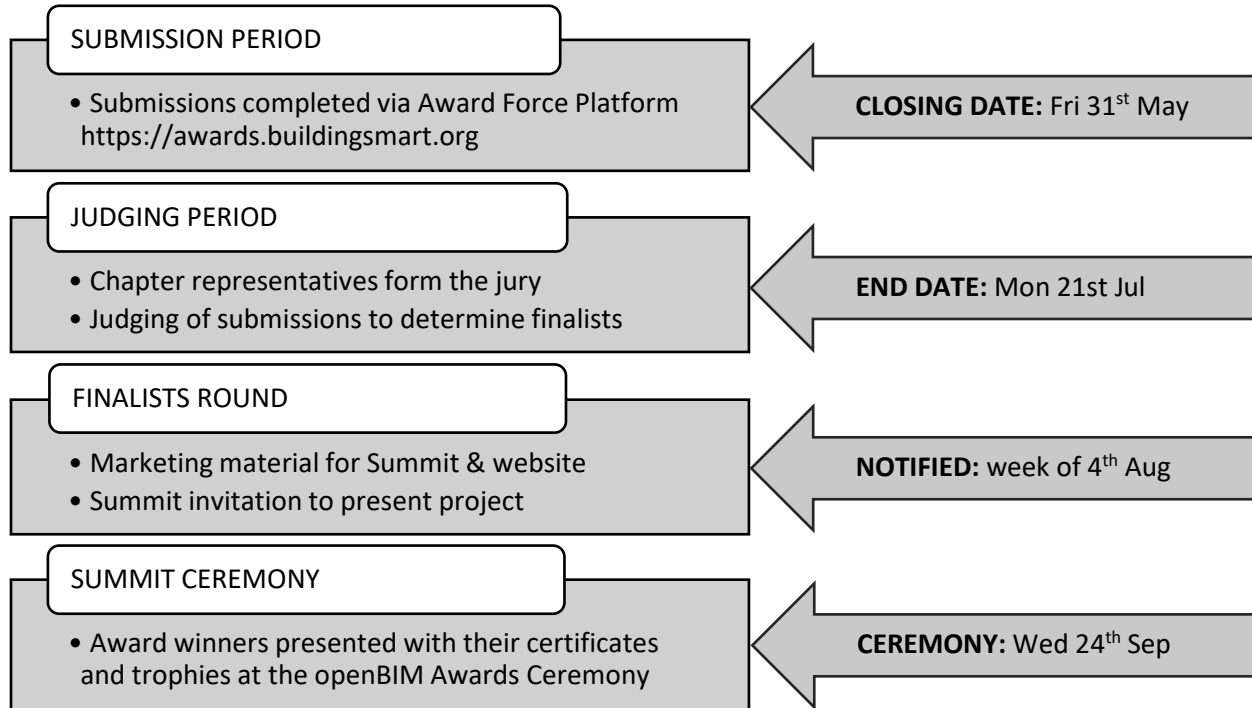 SUBMISSION PERIOD
• Submissions completed via Award Force Platform
https://awards.buildingsmart.org
CLOSING DATE: Fri 31st May
JUDGING PERIOD
• Chapter representatives form the jury
• Judging of submissions to determine finalists
END DATE: Mon 21st Jul
FINALISTS ROUND
• Marketing material for Summit & website
• Summit invitation to present project
NOTIFIED: week of 4th Aug
SUMMIT CEREMONY
• Award winners presented with their certificates
and trophies at the openBIM Awards Ceremony
CEREMONY: Wed 24th Sep